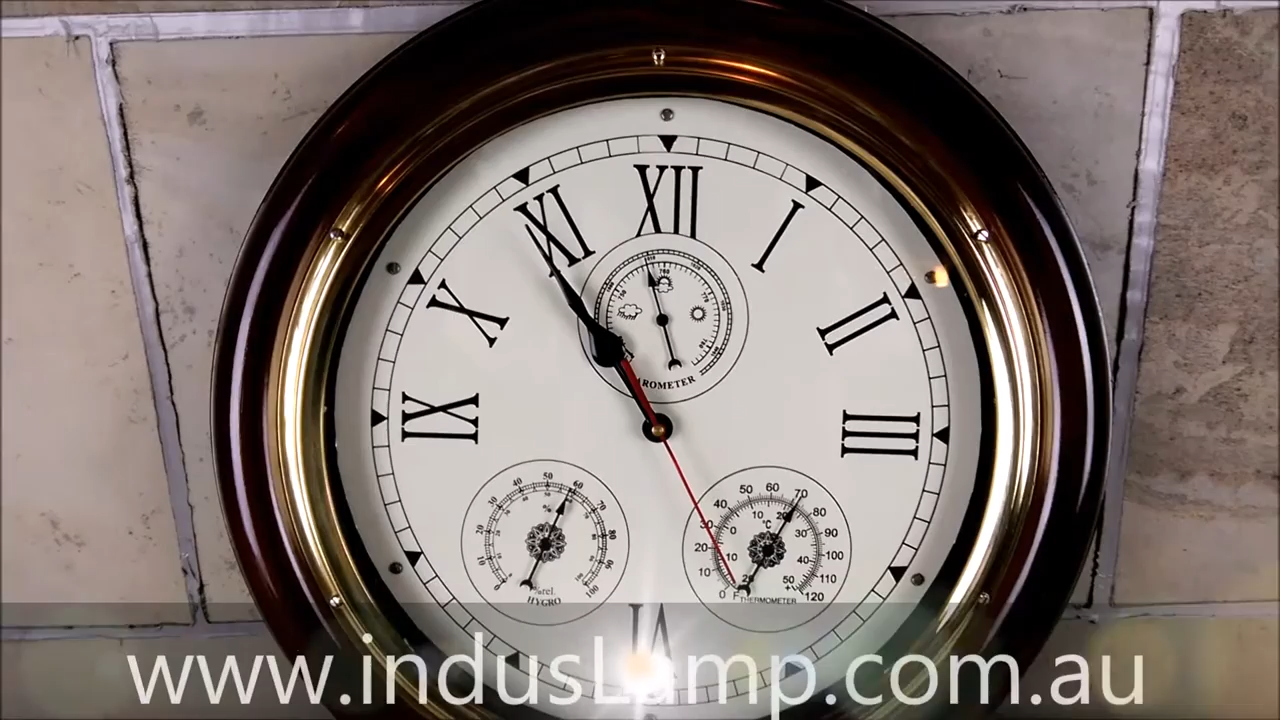 XII
XI
I
X
II
IX
III
BAROMETER
0 10 20 30 40 50 60 70 80 90 100
%rel.
HYGRO
0 10 20 30 40 50 60 70 80 90 100 110 120
°C
F
THERMOMETER
VI
www.indusLamp.com.au